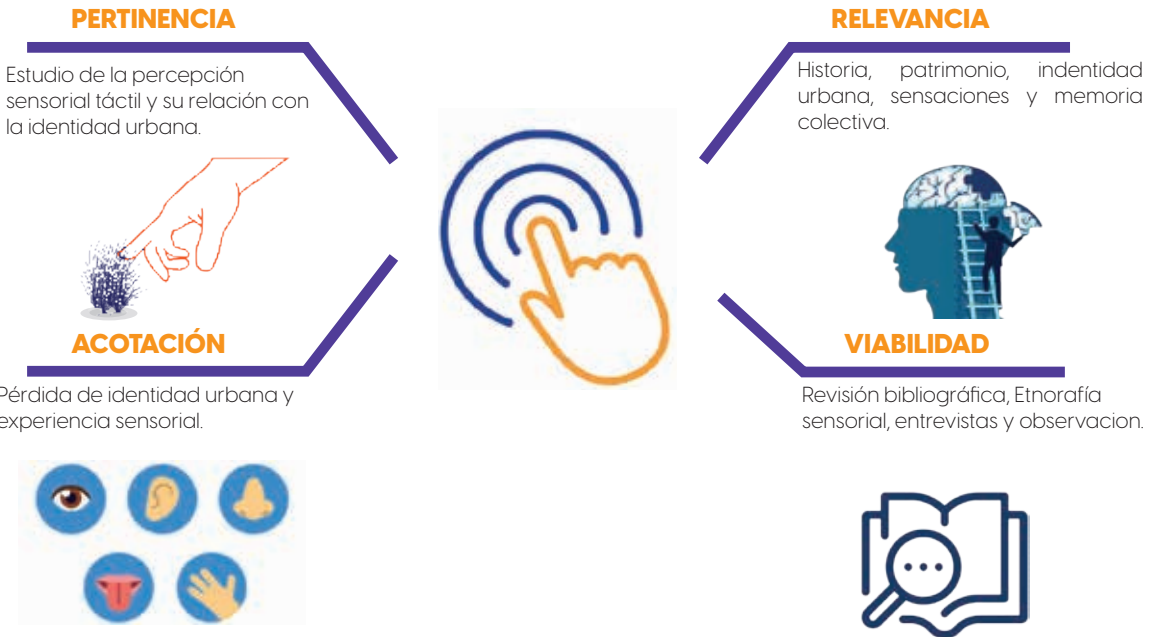 PERTINENCIA
Estudio de la percepción
sensorial táctil y su relación con
la identidad urbana.
RELEVANCIA
Historia, patrimonio, indentidad
urbana, sensaciones y memoria
colectiva.
ACOTACIÓN
Pérdida de identidad urbana y
experiencia sensorial.
VIABILIDAD
Revisión bibliográfica, Etnorafía
sensorial, entrevistas y observacion.